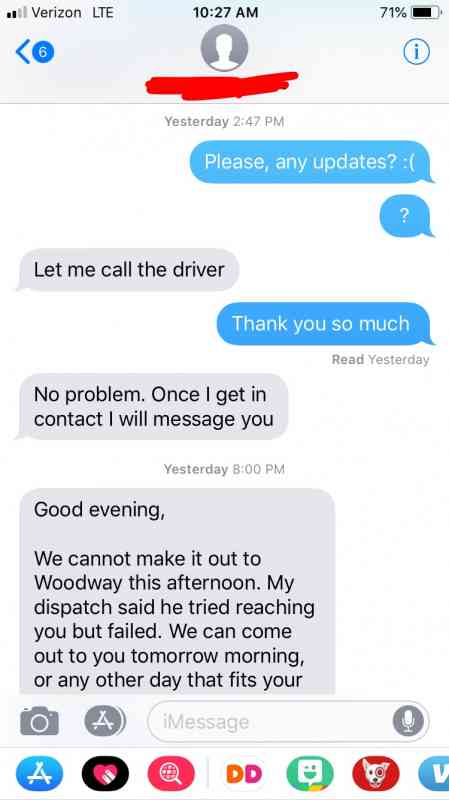 Verizon LTE 10:27 AM 71%
6
i
Yesterday 2:47 PM
Please, any updates? :(
?
Let me call the driver
Thank you so much
Read Yesterday
No problem. Once I get in
contact I will message you
Yesterday 8:00 PM
Good evening,
We cannot make it out to
Woodway this afternoon. My
dispatch said he tried reaching
you but failed. We can come
out to you tomorrow morning,
or any other day that fits your
iMessage
DD
V